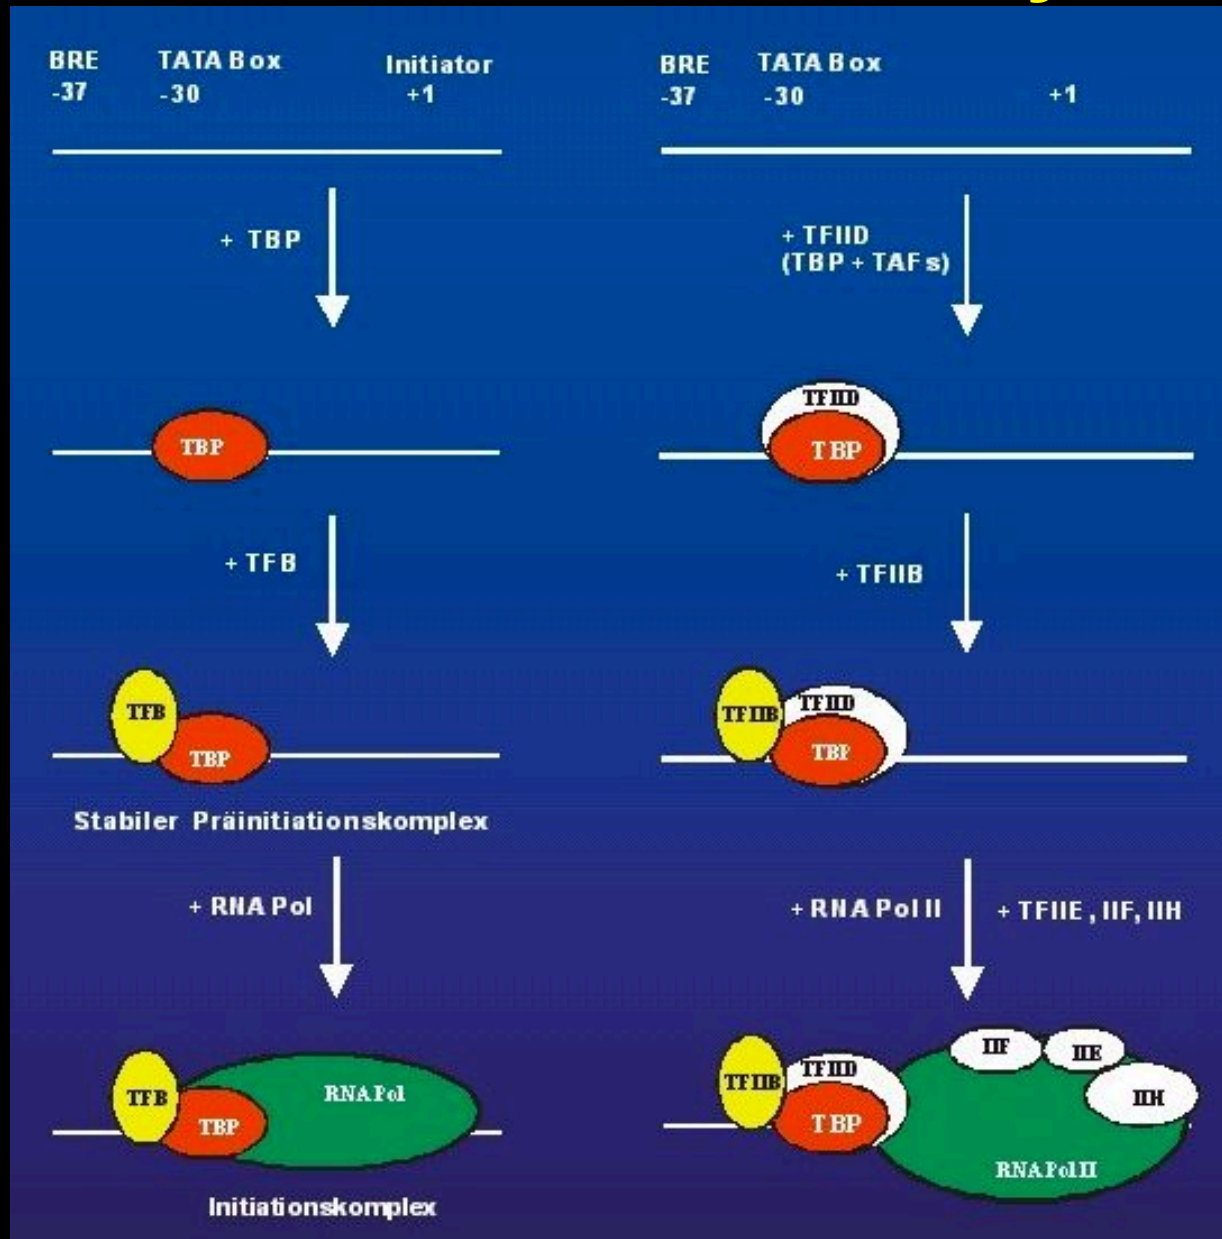 BRE TATA Box Initiator
-37 -30 +1
+ TBP
TBP
+ TFB
TFB
TBP
Stabiler Präinitiationskomplex
+ RNA Pol
TFB
TBP
RNA Pol
Initiationskomplex
BRE TATA Box
-37 -30 +1
+ TFIID
(TBP + TAFs)
TFIID
TBP
+ TFIIB
TFIIB
TFIID
TBP
+ RNA Pol II + TFIIE, IIF, IIH
TFIIB
TFIID
TBP
IIF
IIE
IIH
RNA Pol II